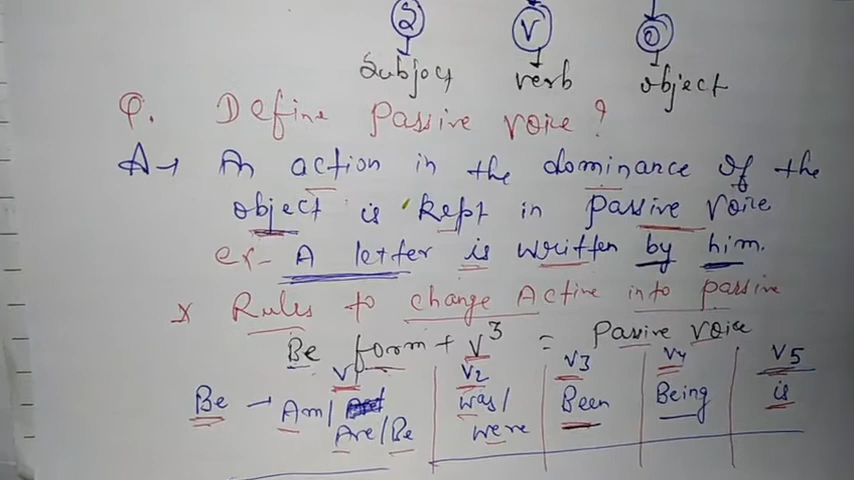 S V O
Subject verb object
Q. Define Passive Voice?
A→ An action in the dominance of the
object is kept in passive voice
ex- A letter is written by him.
x Rules to change Active into passive
Be form + V3 = Passive Voice
V V2 V3 V4 V5
Be → Am/ was/ Been Being is
Are/Be were